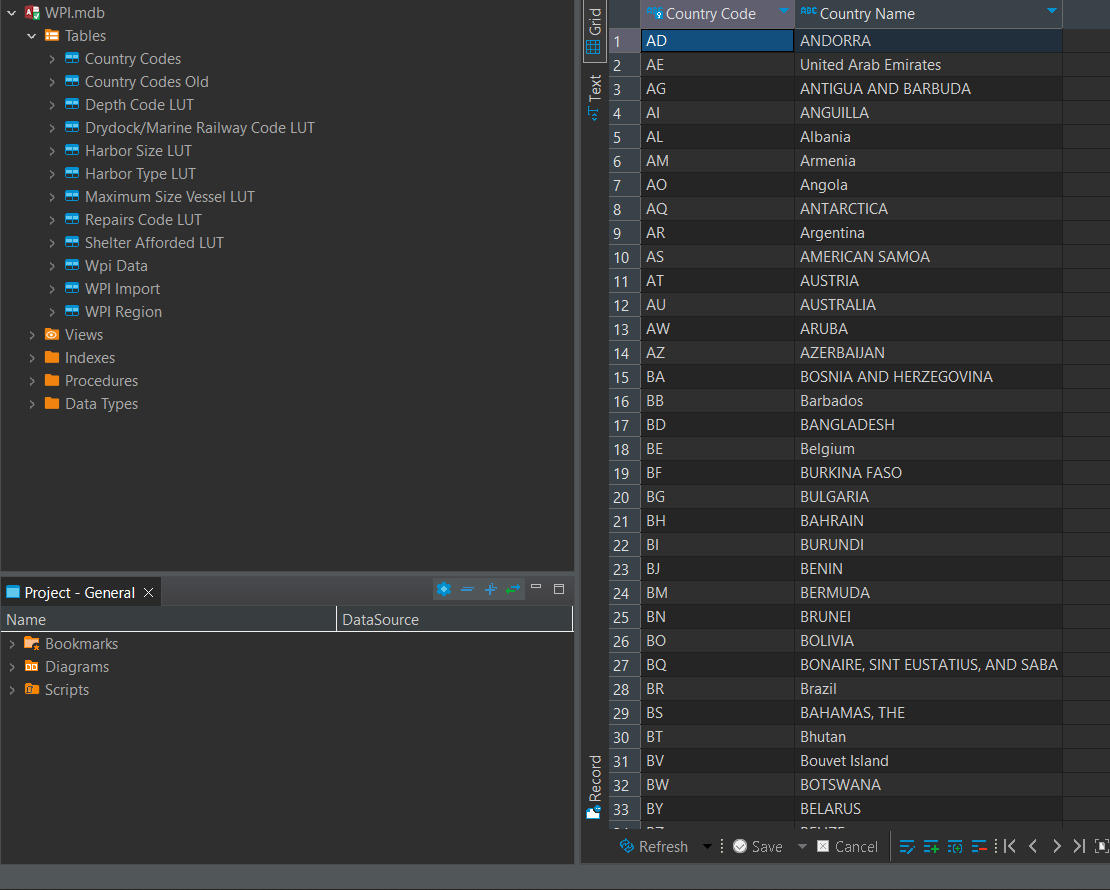 WPI.mdb
Tables
Country Codes
Country Codes Old
Depth Code LUT
Drydock/Marine Railway Code LUT
Harbor Size LUT
Harbor Type LUT
Maximum Size Vessel LUT
Repairs Code LUT
Shelter Afforded LUT
Wpi Data
WPI Import
WPI Region
Views
Indexes
Procedures
Data Types
Project - General
Name DataSource
Bookmarks
Diagrams
Scripts
Grid
Text
Record
ABC Country Code ABC Country Name
1 AD ANDORRA
2 AE United Arab Emirates
3 AG ANTIGUA AND BARBUDA
4 AI ANGUILLA
5 AL Albania
6 AM Armenia
7 AO Angola
8 AQ ANTARCTICA
9 AR Argentina
10 AS AMERICAN SAMOA
11 AT AUSTRIA
12 AU AUSTRALIA
13 AW ARUBA
14 AZ AZERBAIJAN
15 BA BOSNIA AND HERZEGOVINA
16 BB Barbados
17 BD BANGLADESH
18 BE Belgium
19 BF BURKINA FASO
20 BG BULGARIA
21 BH BAHRAIN
22 BI BURUNDI
23 BJ BENIN
24 BM BERMUDA
25 BN BRUNEI
26 BO BOLIVIA
27 BQ BONAIRE, SINT EUSTATIUS, AND SABA
28 BR Brazil
29 BS BAHAMAS, THE
30 BT Bhutan
31 BV Bouvet Island
32 BW BOTSWANA
33 BY BELARUS
Refresh Save Cancel